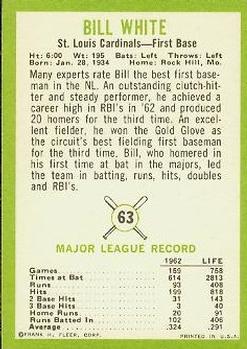 BILL WHITE
St. Louis Cardinals—First Base
Ht: 6:00 Wt: 195 Bats: Left Throws: Left
Born: Jan. 28, 1934 Home: Rock Hill, Mo.
Many experts rate Bill the best first base-
man in the NL. An outstanding clutch-hit-
ter and steady performer, he achieved a
career high in RBI's in '62 and produced
20 homers for the third time. An excel-
lent fielder, he won the Gold Glove as
the circuit's best fielding first baseman
for the third time. Bill, who homered in
his first time at bat in the majors, led the
team in batting, runs, hits, doubles
and RBI's.
63
MAJOR LEAGUE RECORD
1962 LIFE
Games 159 758
Times at Bat 614 2813
Runs 93 408
Hits 199 818
2 Base Hits 31 143
3 Base Hits 3 40
Home Runs 20 91
Runs Batted In 102 406
Average .324 .291
©FRANK H. FLEER, CORP. PRINTED IN U.S.A.